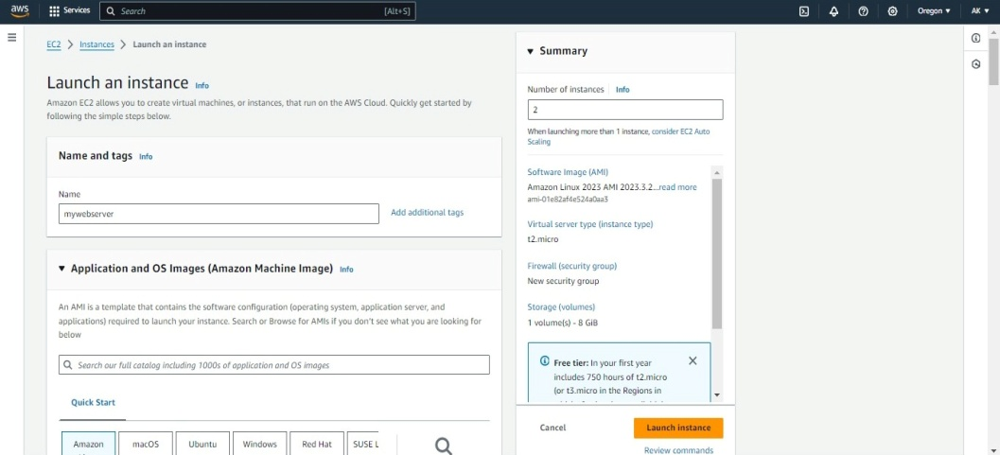 aws
Services
Search
[Alt+S]
Oregon ▼
AK ▼
EC2 > Instances > Launch an instance
Launch an instance Info
Amazon EC2 allows you to create virtual machines, or instances, that run on the AWS Cloud. Quickly get started by
following the simple steps below.
Name and tags Info
Name
mywebserver
Add additional tags
▼ Application and OS Images (Amazon Machine Image) Info
An AMI is a template that contains the software configuration (operating system, application server, and
applications) required to launch your instance. Search or Browse for AMIs if you don't see what you are looking for
below
Search our full catalog including 1000s of application and OS images
Quick Start
Amazon
macOS
Ubuntu
Windows
Red Hat
SUSE L
▼ Summary
Number of instances Info
2
When launching more than 1 instance, consider EC2 Auto
Scaling
Software Image (AMI)
Amazon Linux 2023 AMI 2023.3.2...read more
ami-01e82af4e524a0aa3
Virtual server type (instance type)
t2.micro
Firewall (security group)
New security group
Storage (volumes)
1 volume(s) - 8 GiB
Free tier: In your first year
includes 750 hours of t2.micro
(or t3.micro in the Regions in
Cancel
Launch instance
Review commands